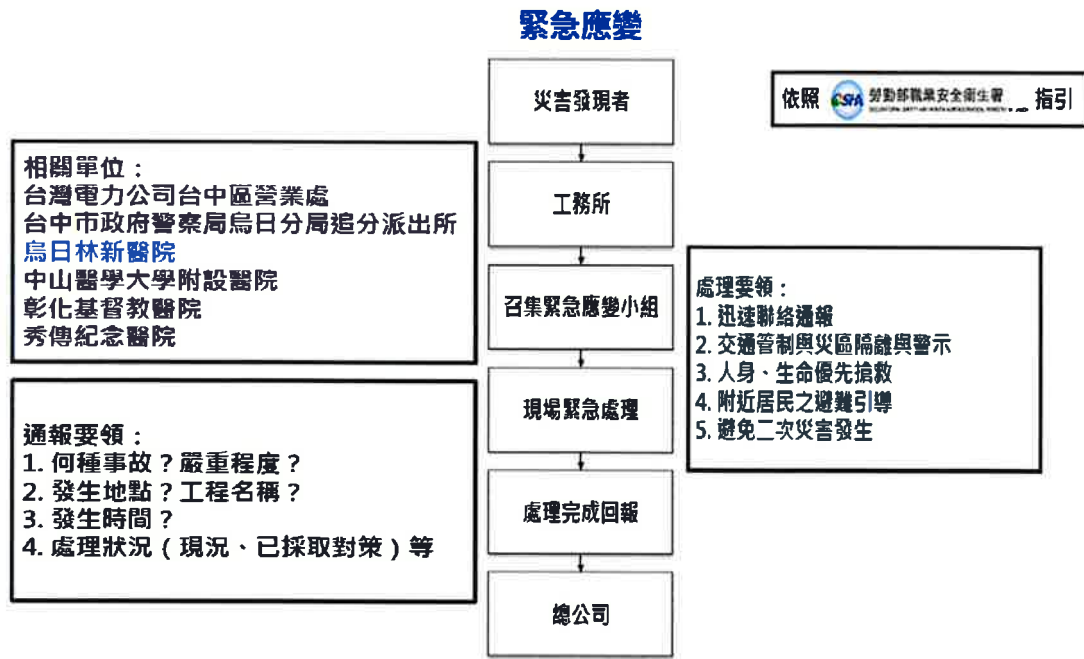 緊急應變
災害發現者
依照 OSHA 勞動部職業安全衛生署 指引
相關單位：
台灣電力公司台中區營業處
台中市政府警察局烏日分局追分派出所
烏日林新醫院
中山醫學大學附設醫院
彰化基督教醫院
秀傳紀念醫院
工務所
召集緊急應變小組
處理要領：
1. 迅速聯絡通報
2. 交通管制與災區隔離與警示
3. 人身、生命優先搶救
4. 附近居民之避難引導
5. 避免二次災害發生
現場緊急處理
通報要領：
1. 何種事故？嚴重程度？
2. 發生地點？工程名稱？
3. 發生時間？
4. 處理狀況（現況、已採取對策）等
處理完成回報
總公司